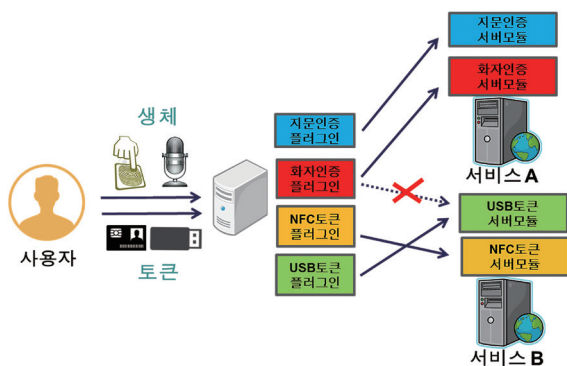 생체
사용자
토큰
지문인증
플러그인
화자인증
플러그인
NFC토큰
플러그인
USB토큰
플러그인
지문인증
서버모듈
화자인증
서버모듈
서비스 A
USB토큰
서버모듈
NFC토큰
서버모듈
서비스 B